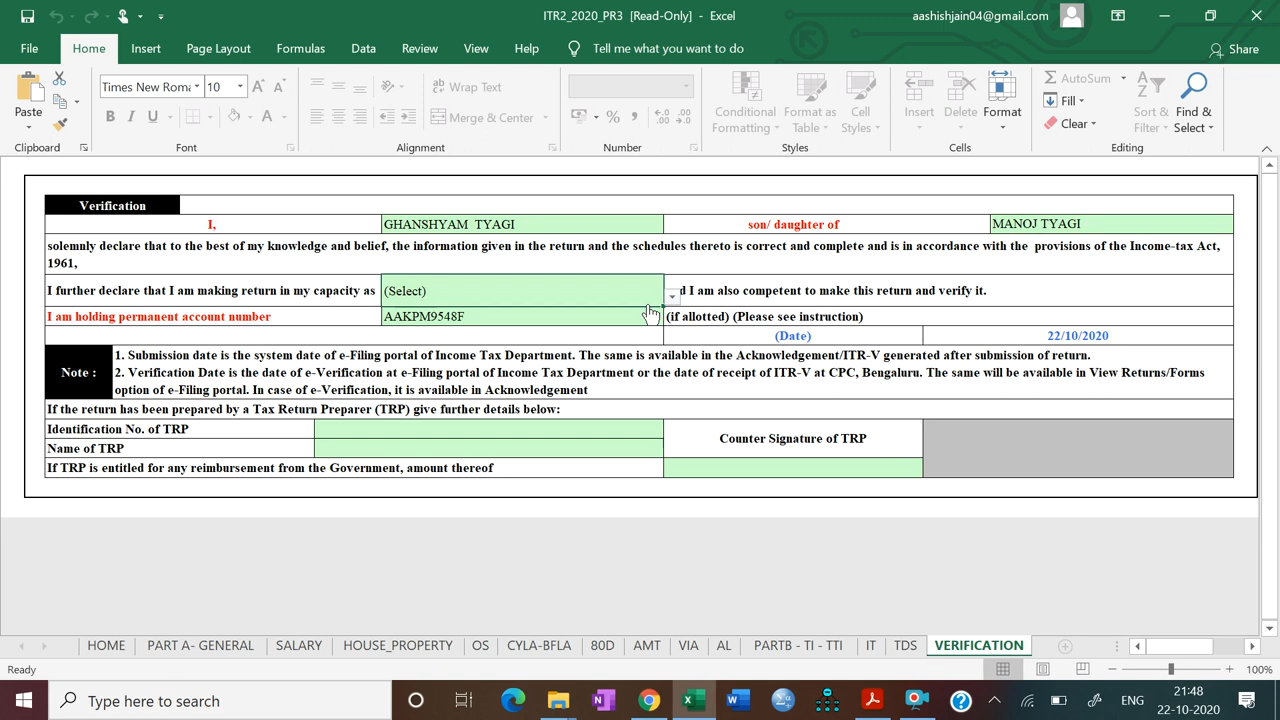 ITR2_2020_PR3 [Read-Only] - Excel
aashishjain04@gmail.com
File Home Insert Page Layout Formulas Data Review View Help Tell me what you want to do Share
Paste
Clipboard
Times New Roma 10
B I U
A
Font
Wrap Text
Merge & Center
Alignment
%
Number
Conditional Formatting
Format as Table
Cell Styles
Styles
Insert Delete Format
Cells
AutoSum
Fill
Clear
Sort & Filter
Find & Select
Editing
Verification
I, GHANSHYAM TYAGI son/ daughter of MANOJ TYAGI
solemnly declare that to the best of my knowledge and belief, the information given in the return and the schedules thereto is correct and complete and is in accordance with the provisions of the Income-tax Act,
1961,
I further declare that I am making return in my capacity as (Select) d I am also competent to make this return and verify it.
I am holding permanent account number AAKPM9548F (if allotted) (Please see instruction)
(Date) 22/10/2020
Note :
1. Submission date is the system date of e-Filing portal of Income Tax Department. The same is available in the Acknowledgement/ITR-V generated after submission of return.
2. Verification Date is the date of e-Verification at e-Filing portal of Income Tax Department or the date of receipt of ITR-V at CPC, Bengaluru. The same will be available in View Returns/Forms
option of e-Filing portal. In case of e-Verification, it is available in Acknowledgement
If the return has been prepared by a Tax Return Preparer (TRP) give further details below:
Identification No. of TRP
Counter Signature of TRP
Name of TRP
If TRP is entitled for any reimbursement from the Government, amount thereof
HOME PART A- GENERAL SALARY HOUSE_PROPERTY OS CYLA-BFLA 80D AMT VIA AL PARTB - TI - TTI IT TDS VERIFICATION
Ready
100%
Type here to search
ENG
21:48
22-10-2020